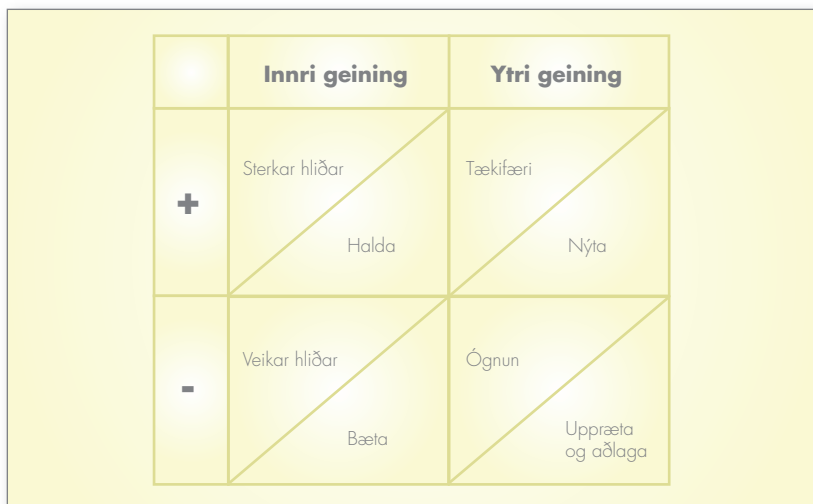 Innri geining
Ytri geining
+
Sterkar hliðar
Halda
Tækifæri
Nýta
-
Veikar hliðar
Bæta
Ógnun
Uppræta
og aðlaga